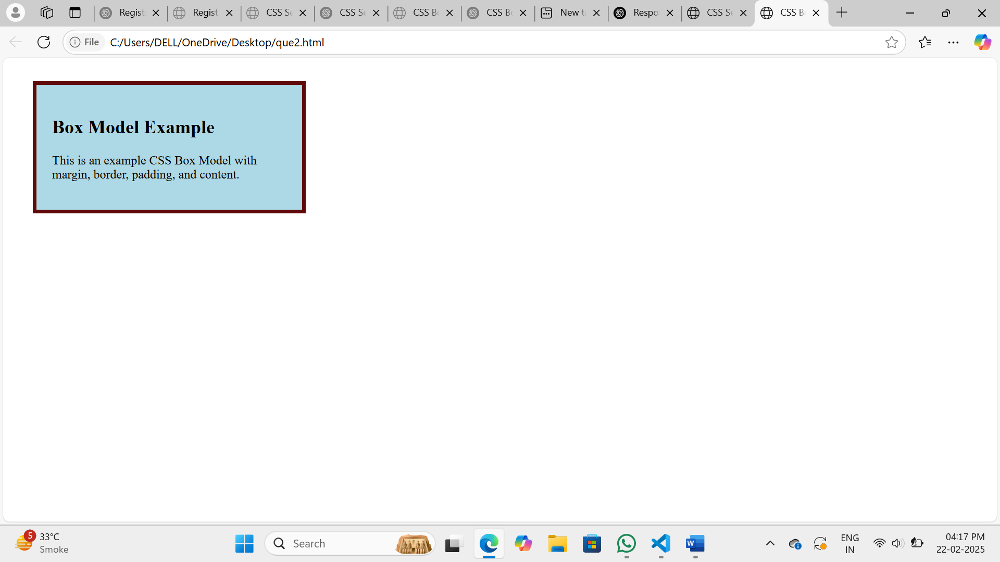 Regist
Regist
CSS Se
CSS Se
CSS Bo
CSS Bo
New ta
Respo
CSS Se
CSS Bo
File C:/Users/DELL/OneDrive/Desktop/que2.html
Box Model Example
This is an example CSS Box Model with
margin, border, padding, and content.
5
33°C
Smoke
Search
W
ENG
IN
04:17 PM
22-02-2025